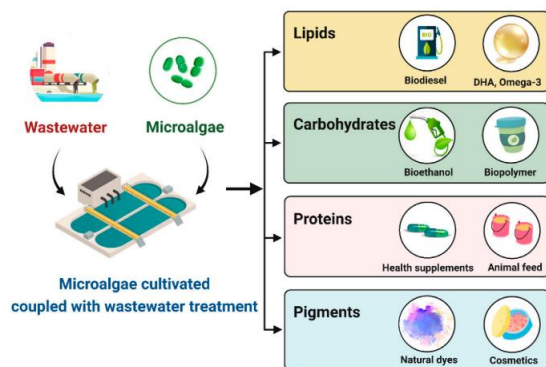 Wastewater
Microalgae
Microalgae cultivated
coupled with wastewater treatment
Lipids
BIO
Biodiesel
DHA, Omega-3
Carbohydrates
Bioethanol
Biopolymer
Proteins
Health supplements
Animal feed
Pigments
Natural dyes
Cosmetics